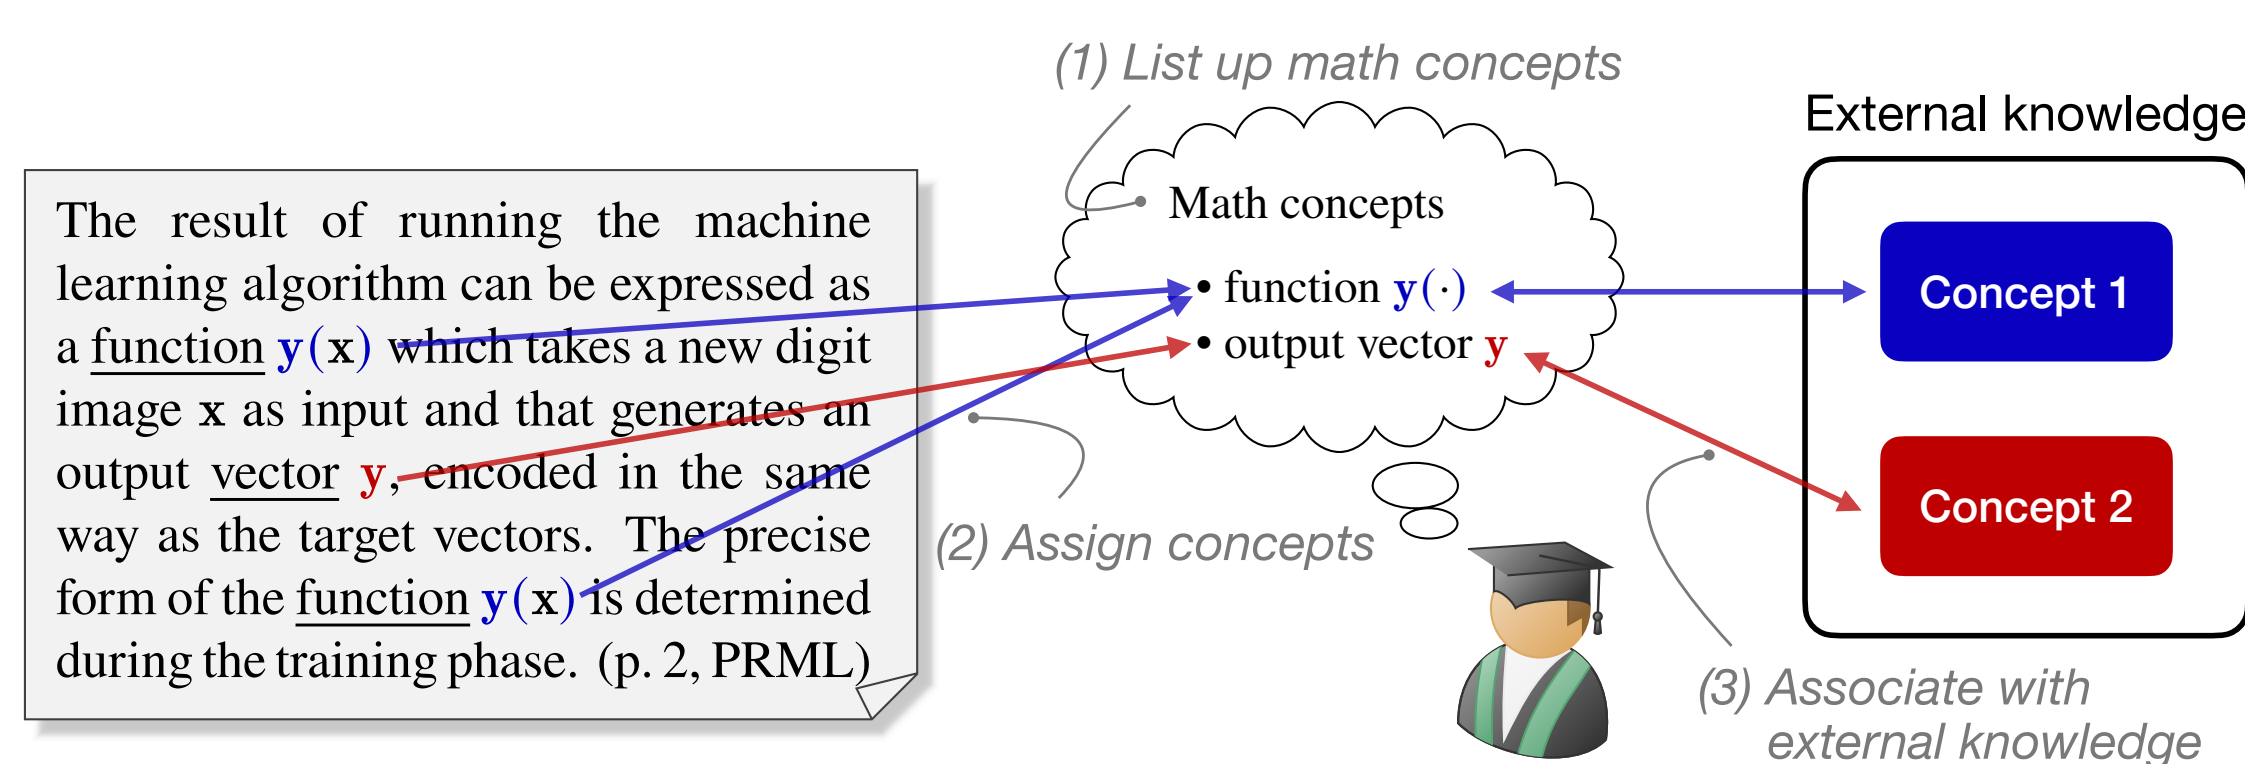 The result of running the machine
learning algorithm can be expressed as
a function y(x) which takes a new digit
image x as input and that generates an
output vector y, encoded in the same
way as the target vectors. The precise
form of the function y(x) is determined
during the training phase. (p. 2, PRML)
(1) List up math concepts
Math concepts
• function y(·)
• output vector y
(2) Assign concepts
External knowledge
Concept 1
Concept 2
(3) Associate with
external knowledge